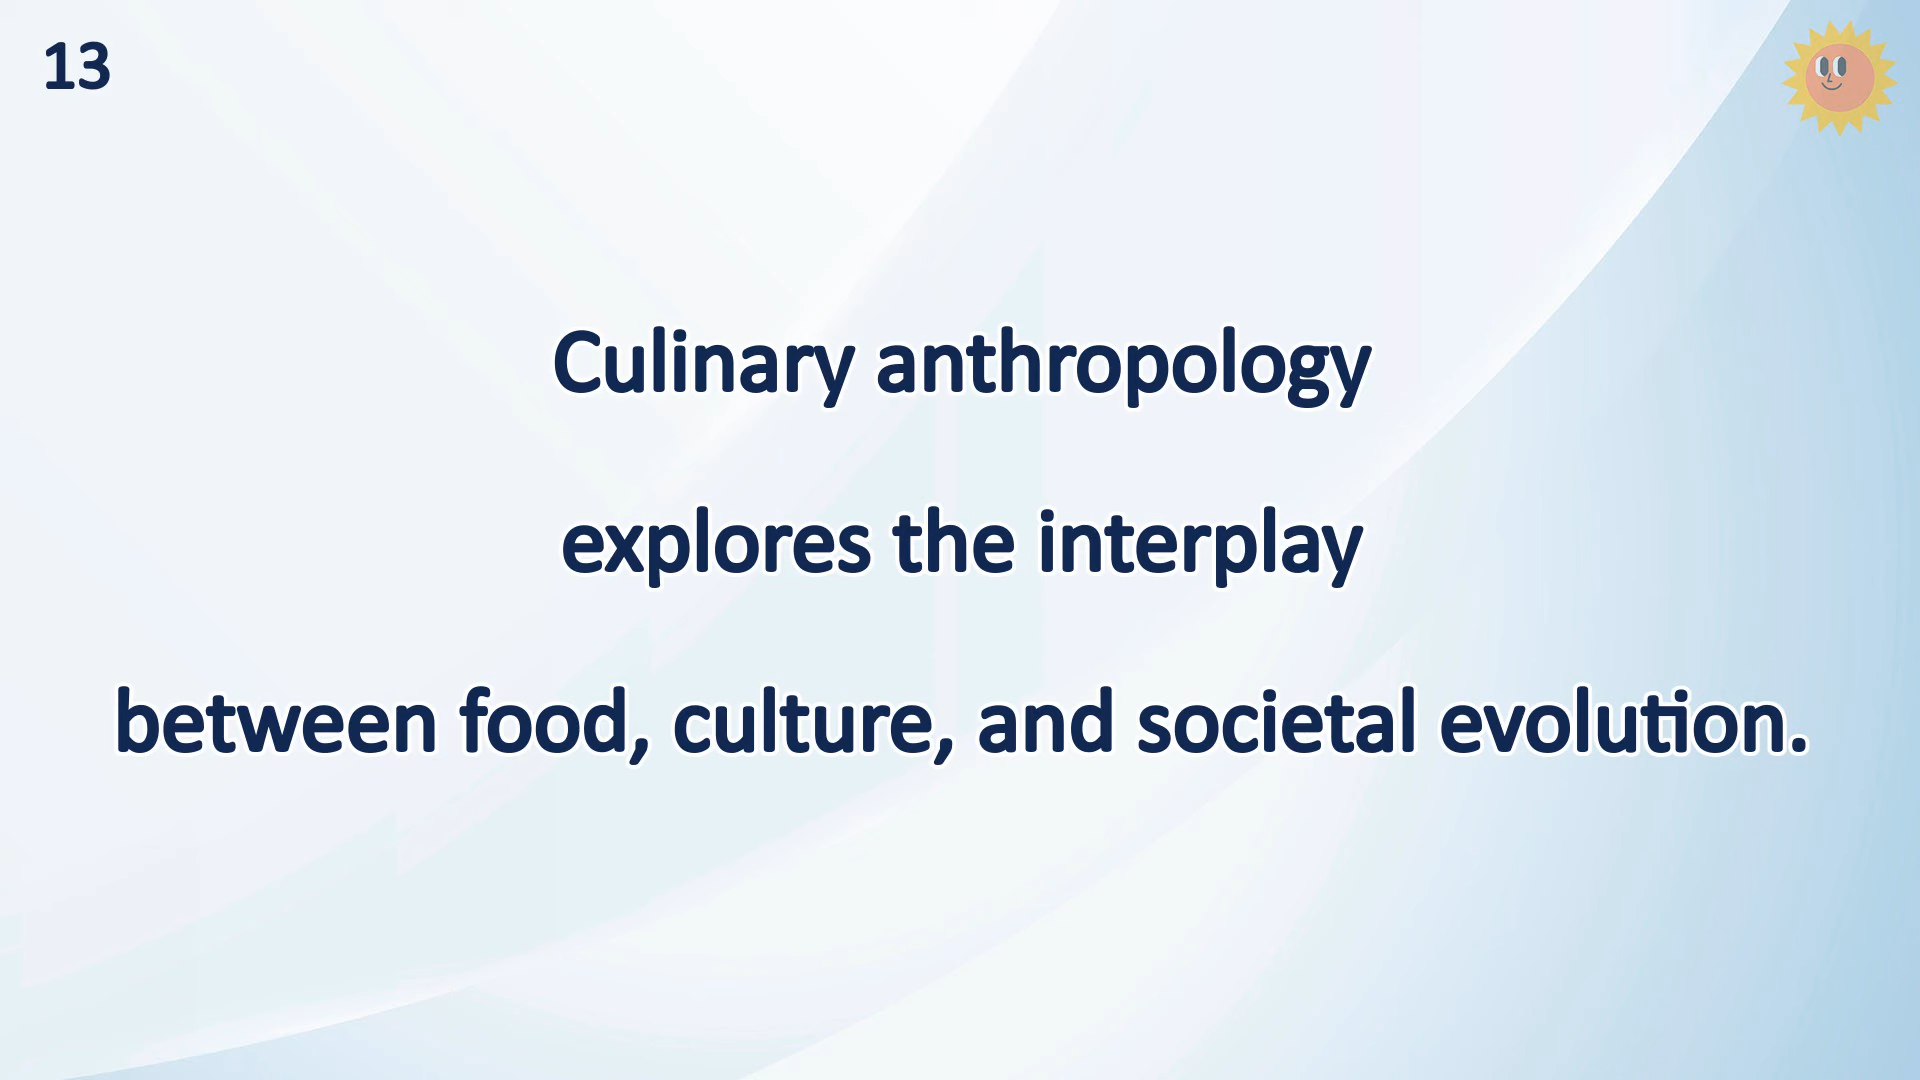 13
Culinary anthropology
explores the interplay
between food, culture, and societal evolution.